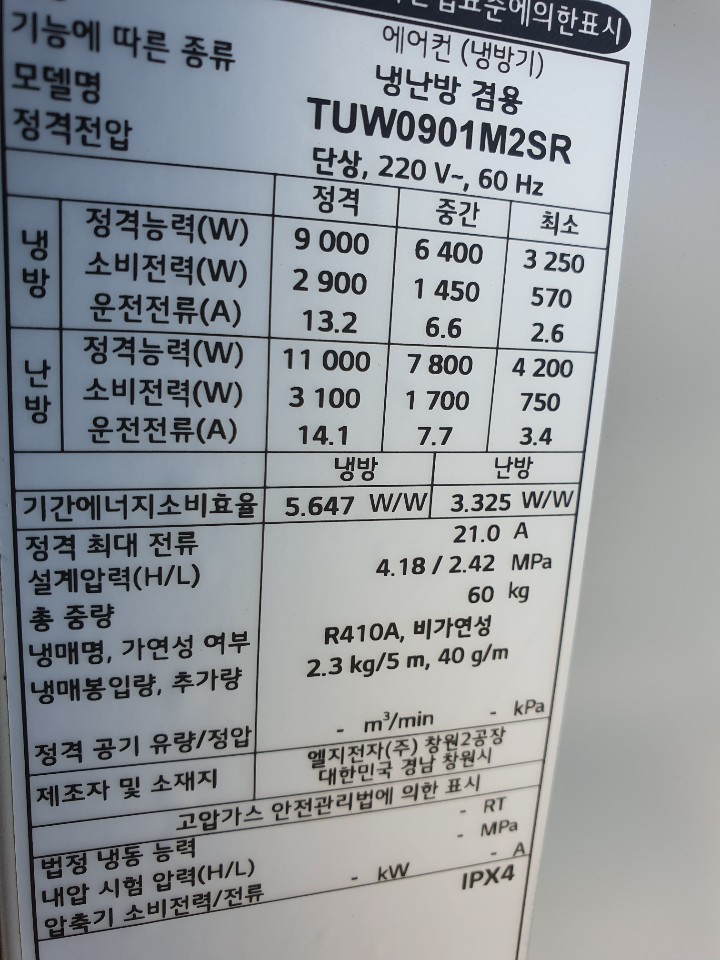 표준에의한표시
기능에 따른 종류 에어컨 (냉방기)
냉난방 겸용
모델명 TUW0901M2SR
정격전압 단상, 220 V~, 60 Hz
정격 중간 최소
냉방 정격능력(W) 9 000 6 400 3 250
소비전력(W) 2 900 1 450 570
운전전류(A) 13.2 6.6 2.6
난방 정격능력(W) 11 000 7 800 4 200
소비전력(W) 3 100 1 700 750
운전전류(A) 14.1 7.7 3.4
냉방 난방
기간에너지소비효율 5.647 W/W 3.325 W/W
정격 최대 전류 21.0 A
설계압력(H/L) 4.18 / 2.42 MPa
총 중량 60 kg
냉매명, 가연성 여부 R410A, 비가연성
냉매봉입량, 추가량 2.3 kg/5 m, 40 g/m
정격 공기 유량/정압 - m³/min - kPa
제조자 및 소재지 엘지전자(주) 창원2공장
대한민국 경남 창원시
고압가스 안전관리법에 의한 표시
법정 냉동 능력 - RT
내압 시험 압력(H/L) - MPa
압축기 소비전력/전류 - kW - A
IPX4